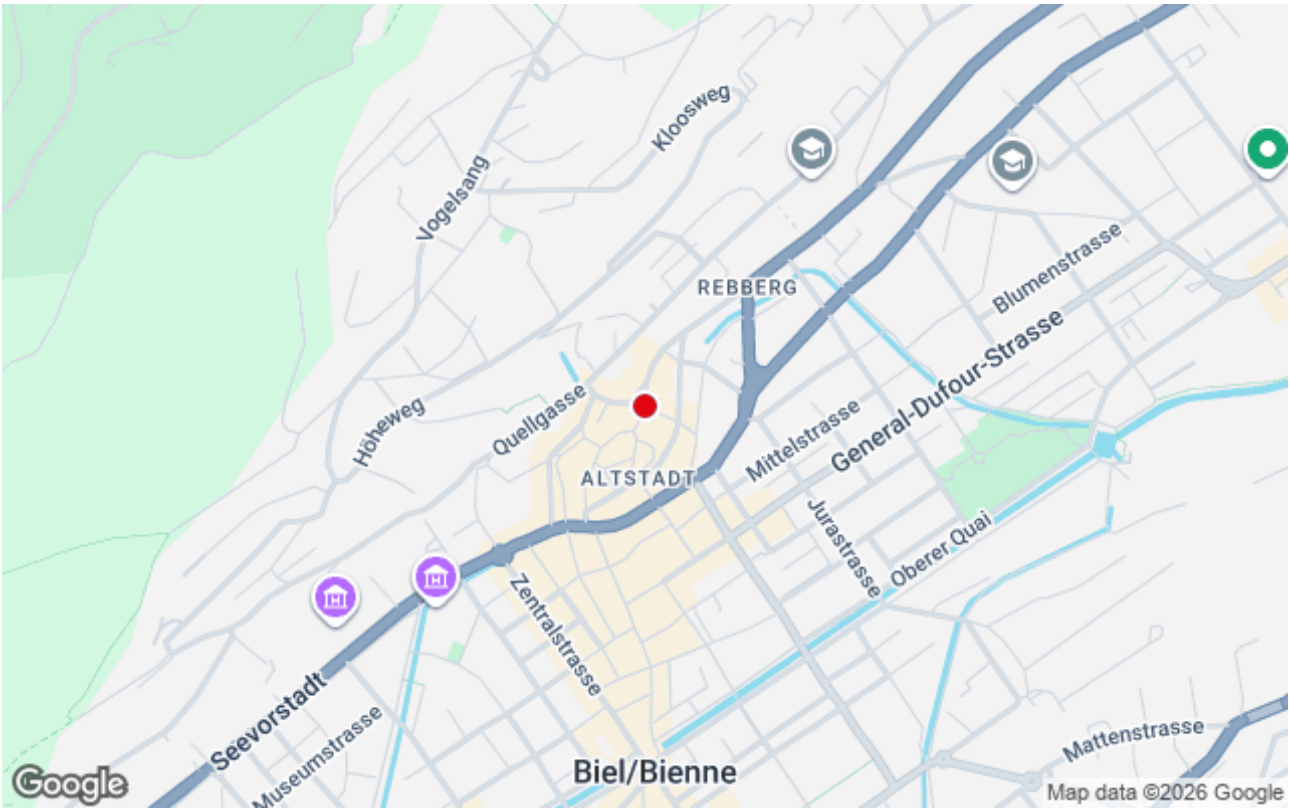 Kloosweg
Vogelsang
REBBERG
Blumenstrasse
General-Dufour-Strasse
Höheweg
Quellgasse
Mittelstrasse
ALTSTADT
Jurastrasse
Oberer Quai
Zentralstrasse
Seevorstadt
Museumstrasse
Mattenstrasse
Biel/Bienne
Google
Map data ©2026 Google